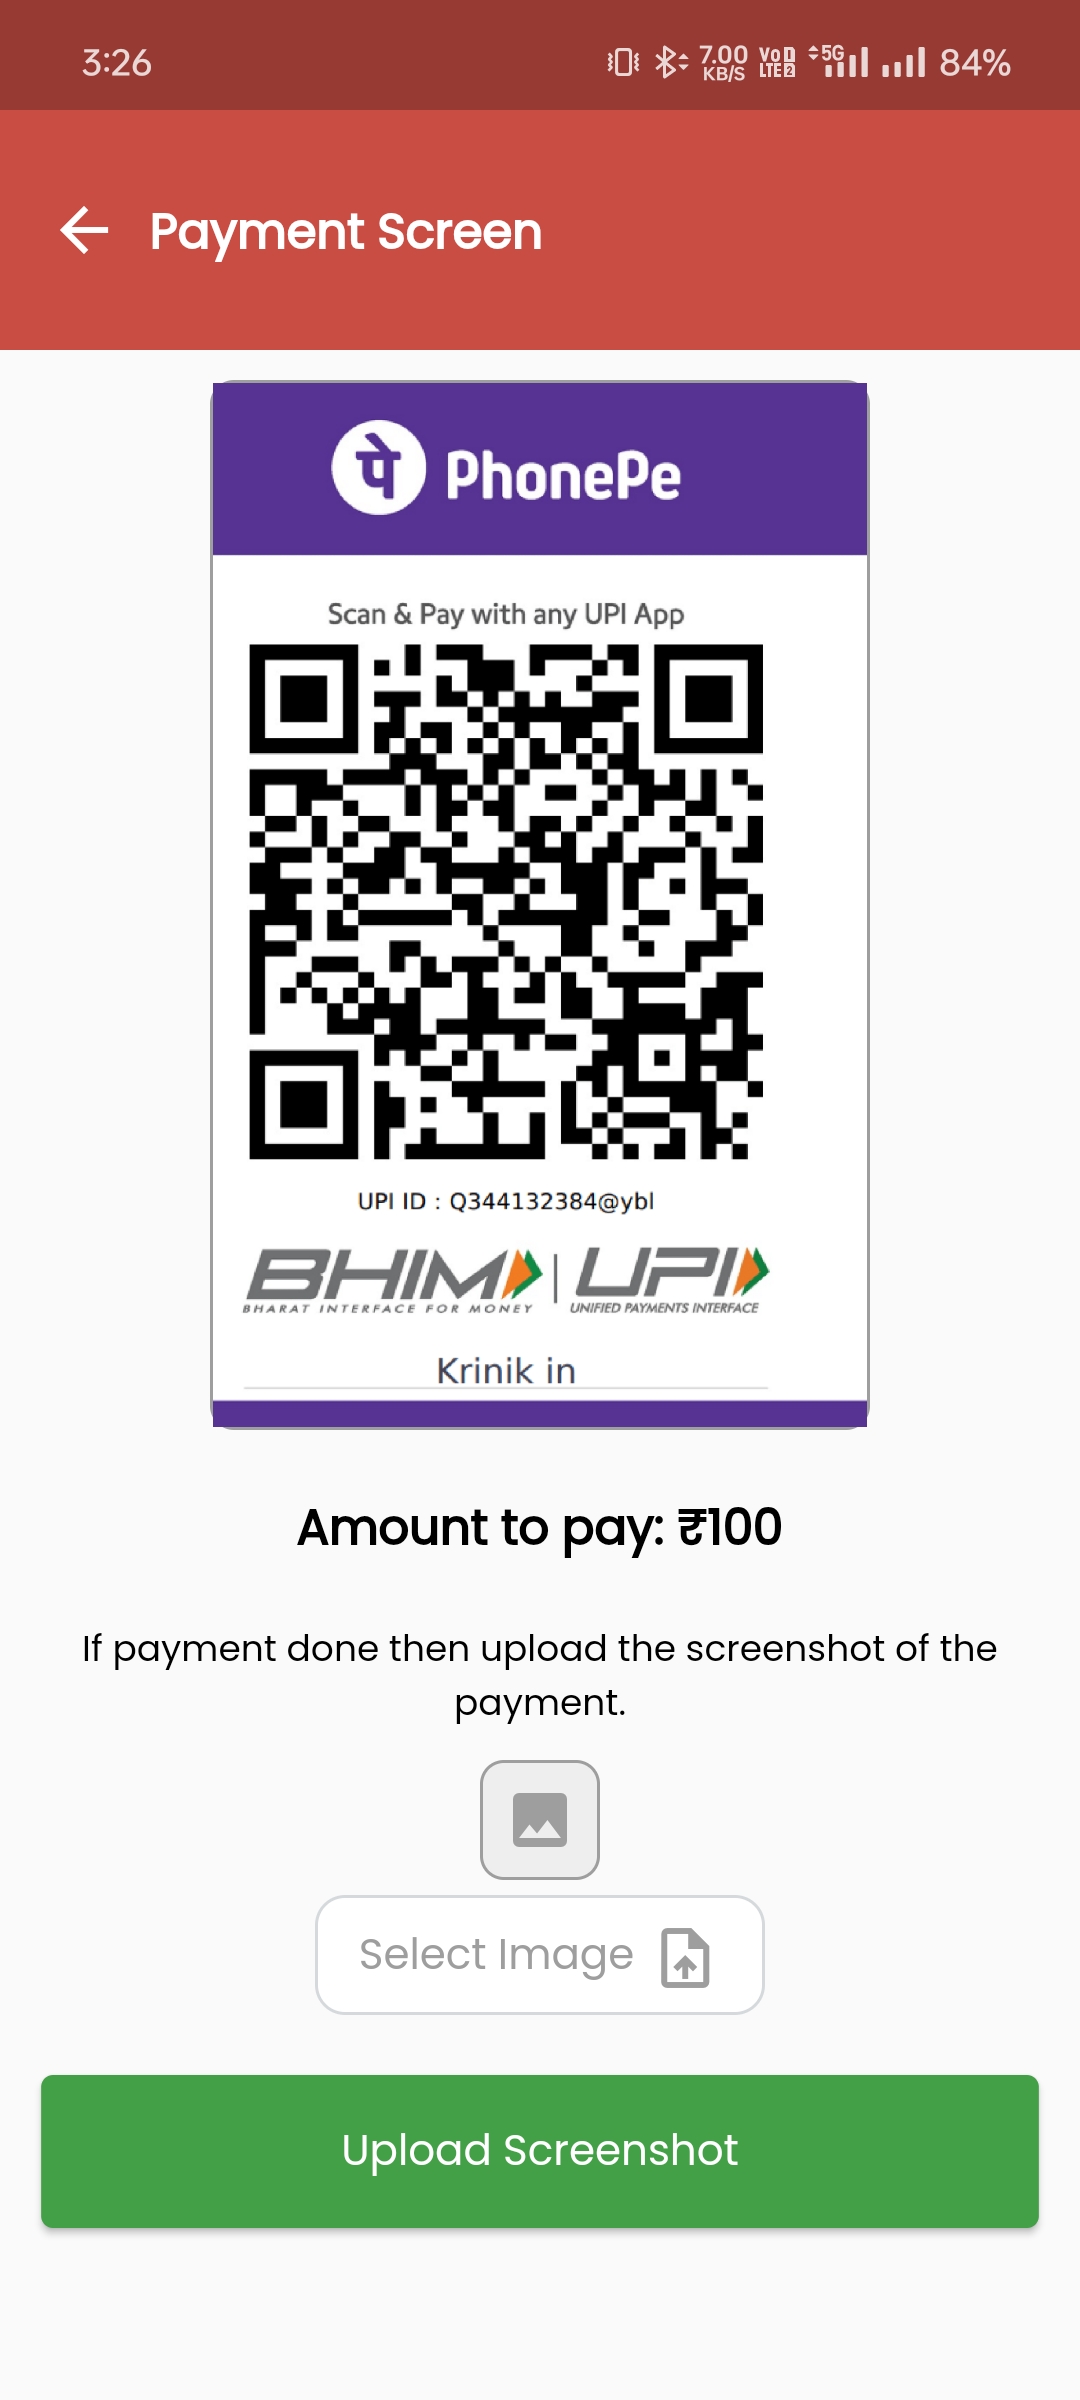 3:26
7.00 KB/S
Vo LTE 2
5G
84%
Payment Screen
पे PhonePe
Scan & Pay with any UPI App
UPI ID : Q344132384@ybl
BHIM | UPI
BHARAT INTERFACE FOR MONEY UNIFIED PAYMENTS INTERFACE
Krinik in
Amount to pay: ₹100
If payment done then upload the screenshot of the
payment.
Select Image
Upload Screenshot